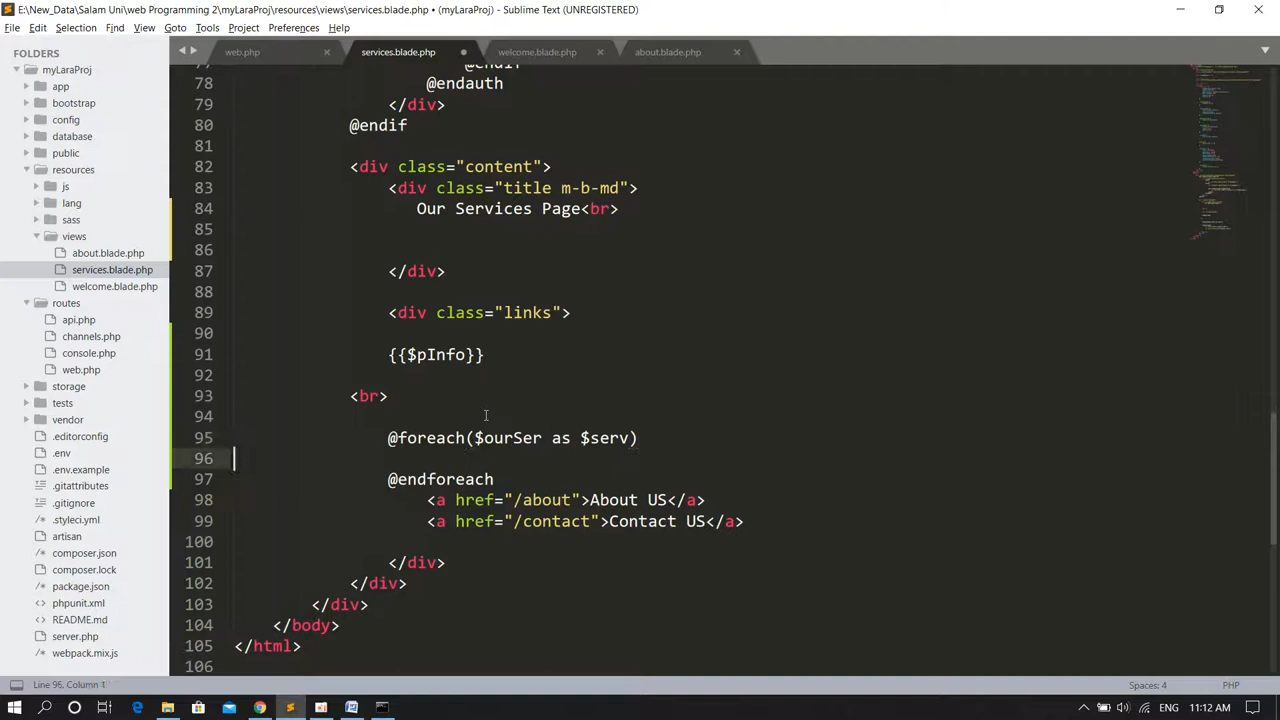 E:\New_Data\Salam Uni\web Programming 2\myLaraProj\resources\views\services.blade.php • (myLaraProj) - Sublime Text (UNREGISTERED)
File Edit Selection Find View Goto Tools Project Preferences Help
FOLDERS
myLaraProj
app
bootstrap
config
database
public
resources
js
lang
sass
views
about.blade.php
services.blade.php
welcome.blade.php
routes
api.php
channels.php
console.php
web.php
storage
tests
vendor
.editorconfig
.env
.env.example
.gitattributes
.gitignore
.styleci.yml
artisan
composer.json
composer.lock
package.json
phpunit.xml
README.md
server.php
webpack.mix.js
web.php services.blade.php welcome.blade.php about.blade.php
77 @endif
78 @endauth
79 </div>
80 @endif
81
82 <div class="content">
83 <div class="title m-b-md">
84 Our Services Page<br>
85
86
87 </div>
88
89 <div class="links">
90
91 {{$pInfo}}
92
93 <br>
94
95 @foreach($ourSer as $serv)
96
97 @endforeach
98 <a href="/about">About US</a>
99 <a href="/contact">Contact US</a>
100
101 </div>
102 </div>
103 </div>
104 </body>
105 </html>
106
Line 95, Column 1 Spaces: 4 PHP
ENG 11:12 AM